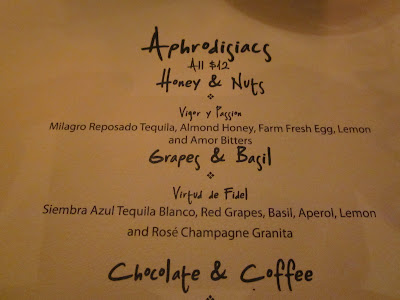 Aphrodisiacs
All $12
Honey & Nuts
Vigor y Passion
Milagro Reposado Tequila, Almond Honey, Farm Fresh Egg, Lemon
and Amor Bitters
Grapes & Basil
Virtud de Fidel
Siembra Azul Tequila Blanco, Red Grapes, Basil, Aperol, Lemon
and Rosé Champagne Granita
Chocolate & Coffee